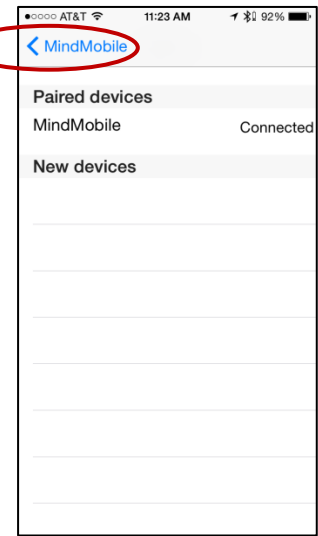 AT&T 11:23 AM 92%
MindMobile
Paired devices
MindMobile Connected
New devices